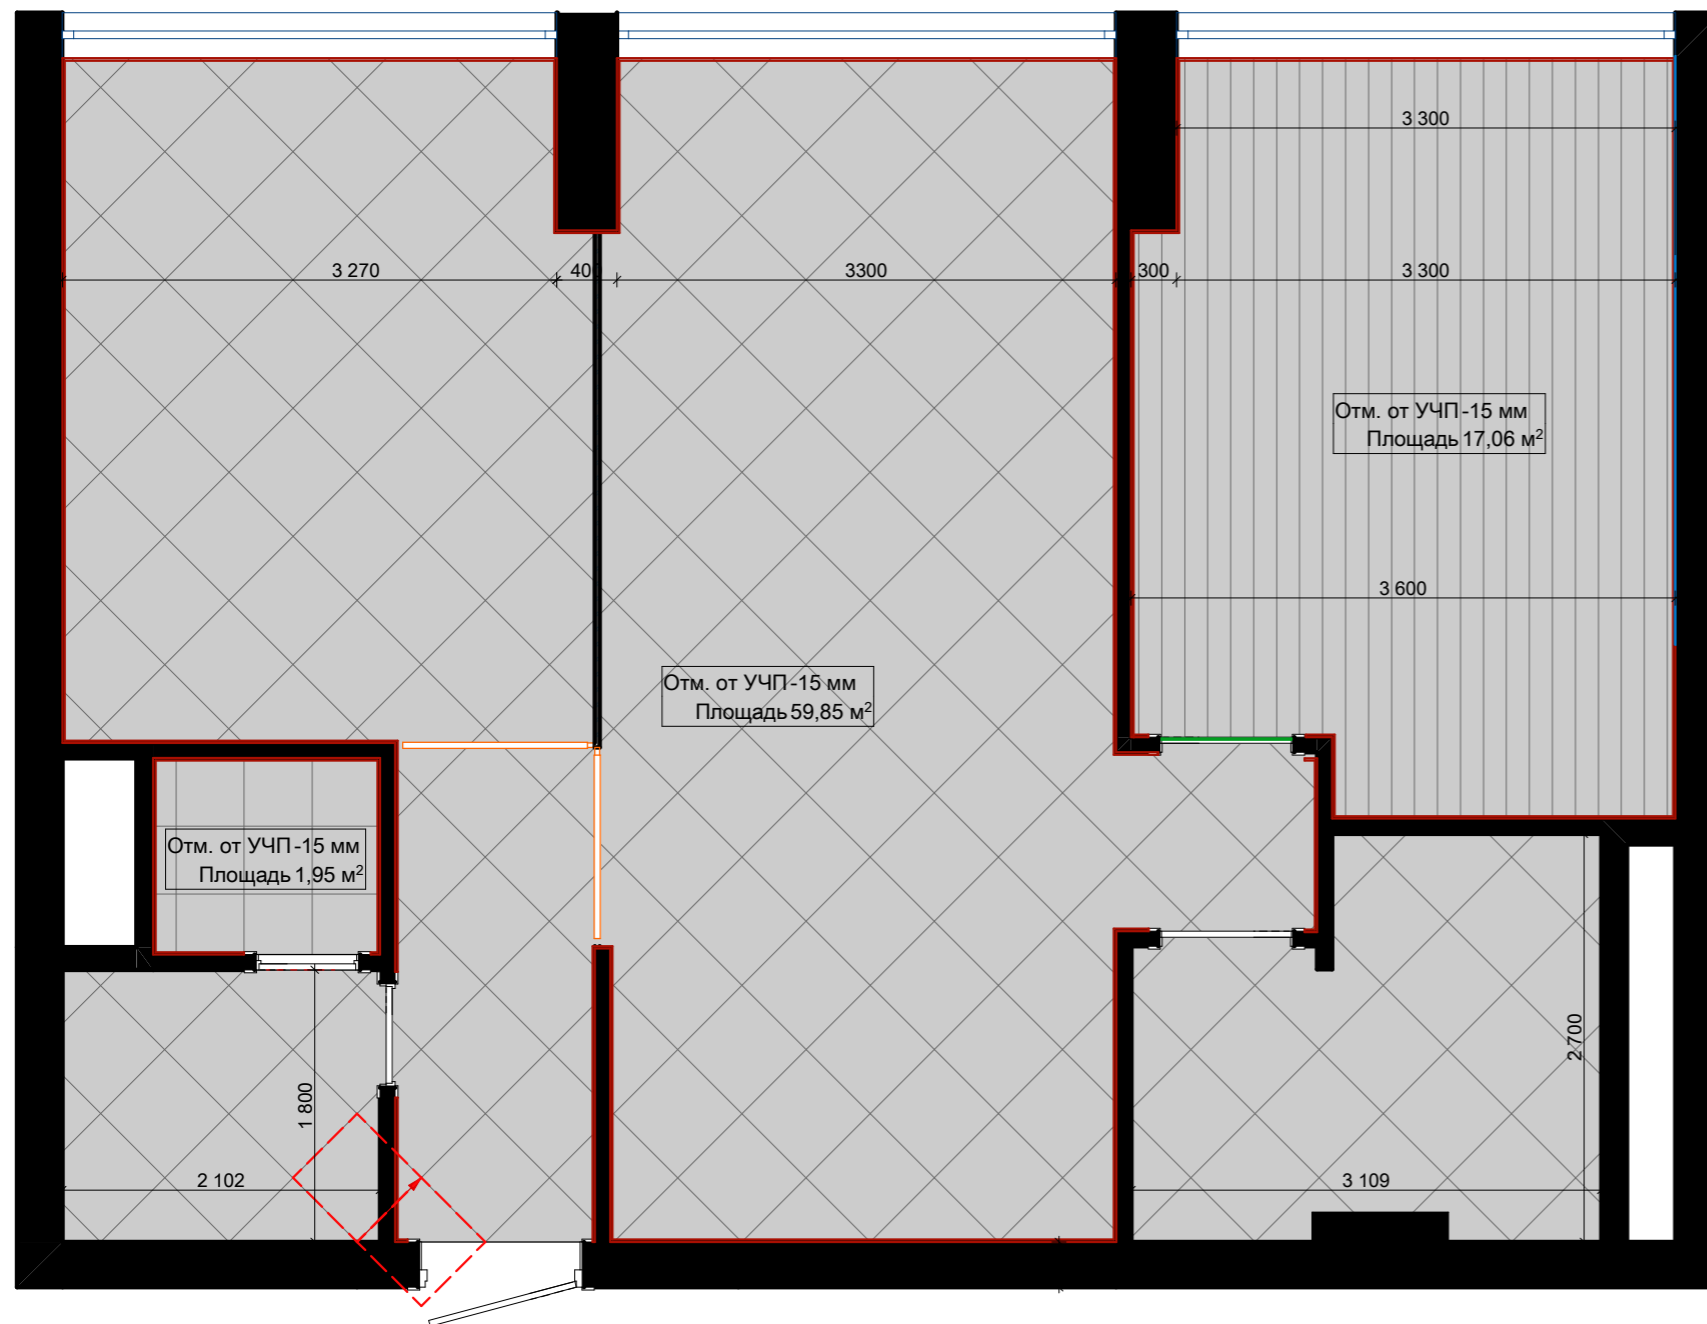 3 300
3 270
400
3300
300
3 300
Отм. от УЧП -15 мм
Площадь 17,06 м²
3 600
Отм. от УЧП -15 мм
Площадь 59,85 м²
Отм. от УЧП -15 мм
Площадь 1,95 м²
2 700
1 800
2 102
3 109